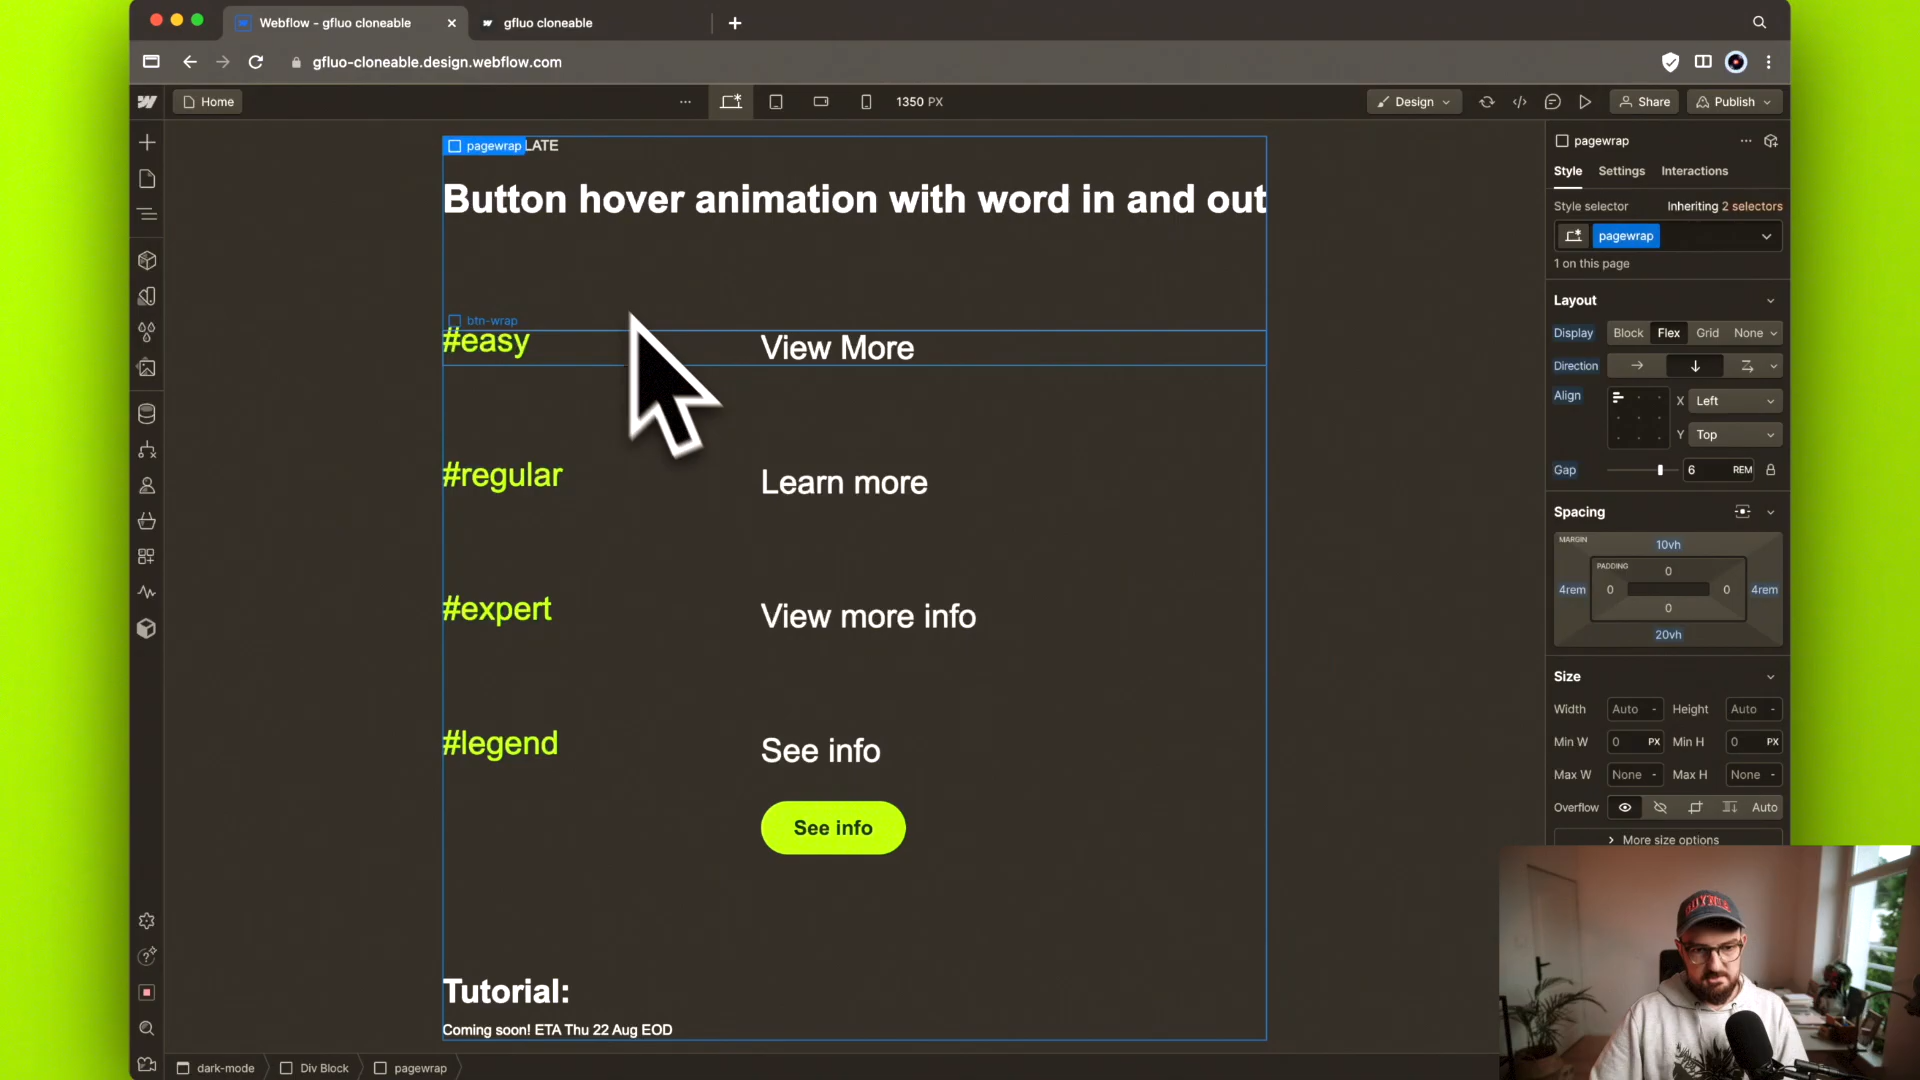 Webflow - gfluo cloneable
gfluo cloneable
gfluo-cloneable.design.webflow.com
Home
1350 PX
Design
Share
Publish
pagewrap
LATE
Button hover animation with word in and out
btn-wrap
#easy
View More
#regular
Learn more
#expert
View more info
#legend
See info
See info
Tutorial:
Coming soon! ETA Thu 22 Aug EOD
dark-mode
Div Block
pagewrap
pagewrap
Style
Settings
Interactions
Style selector
Inheriting 2 selectors
pagewrap
1 on this page
Layout
Display
Block
Flex
Grid
None
Direction
Align
X
Left
Y
Top
Gap
6
REM
Spacing
MARGIN
10vh
PADDING
0
4rem
0
0
4rem
0
20vh
Size
Width
Auto
-
Height
Auto
-
Min W
0
PX
Min H
0
PX
Max W
None
-
Max H
None
-
Overflow
Auto
More size options